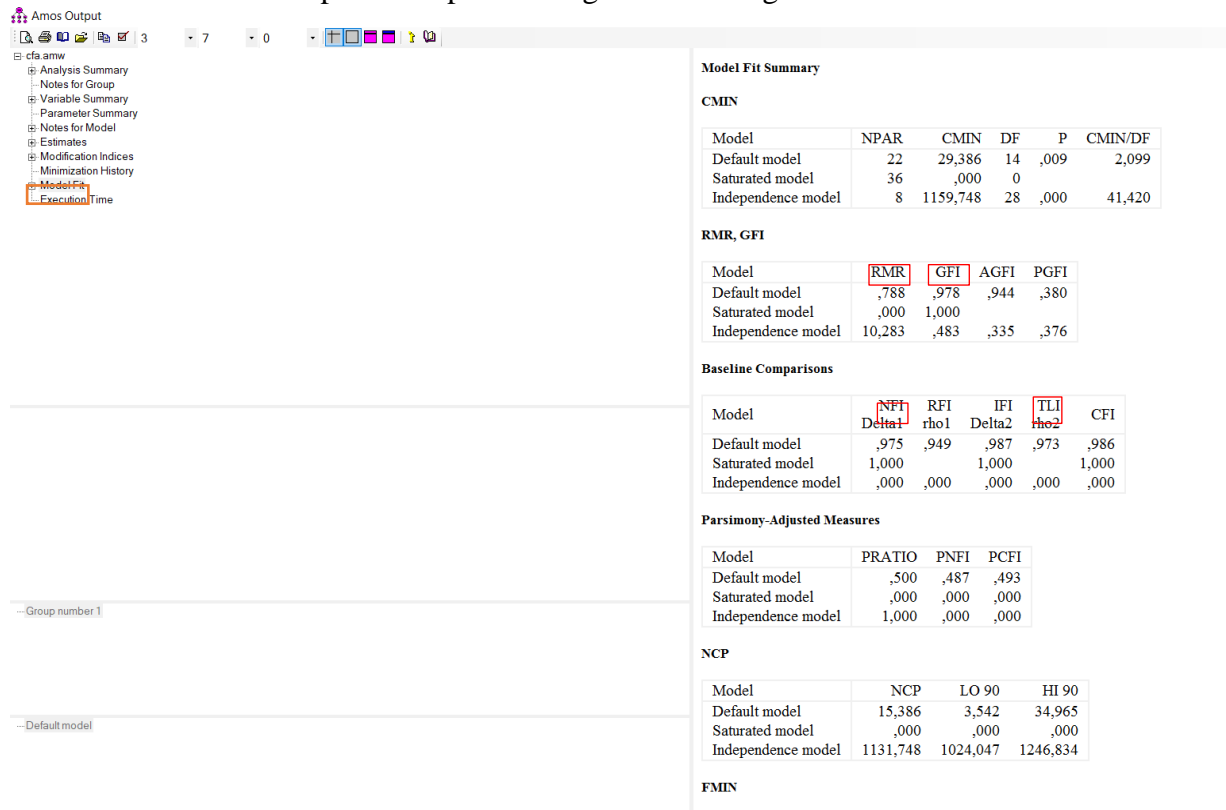 Amos Output
3 7 0
cfa.amw
Analysis Summary
Notes for Group
Variable Summary
Parameter Summary
Notes for Model
Estimates
Modification Indices
Minimization History
Model Fit
Execution Time
Group number 1
Default model
Model Fit Summary
CMIN
Model NPAR CMIN DF P CMIN/DF
Default model 22 29,386 14 ,009 2,099
Saturated model 36 ,000 0
Independence model 8 1159,748 28 ,000 41,420
RMR, GFI
Model RMR GFI AGFI PGFI
Default model ,788 ,978 ,944 ,380
Saturated model ,000 1,000
Independence model 10,283 ,483 ,335 ,376
Baseline Comparisons
Model NFI Delta1 RFI rho1 IFI Delta2 TLI rho2 CFI
Default model ,975 ,949 ,987 ,973 ,986
Saturated model 1,000 1,000 1,000
Independence model ,000 ,000 ,000 ,000 ,000
Parsimony-Adjusted Measures
Model PRATIO PNFI PCFI
Default model ,500 ,487 ,493
Saturated model ,000 ,000 ,000
Independence model 1,000 ,000 ,000
NCP
Model NCP LO 90 HI 90
Default model 15,386 3,542 34,965
Saturated model ,000 ,000 ,000
Independence model 1131,748 1024,047 1246,834
FMIN